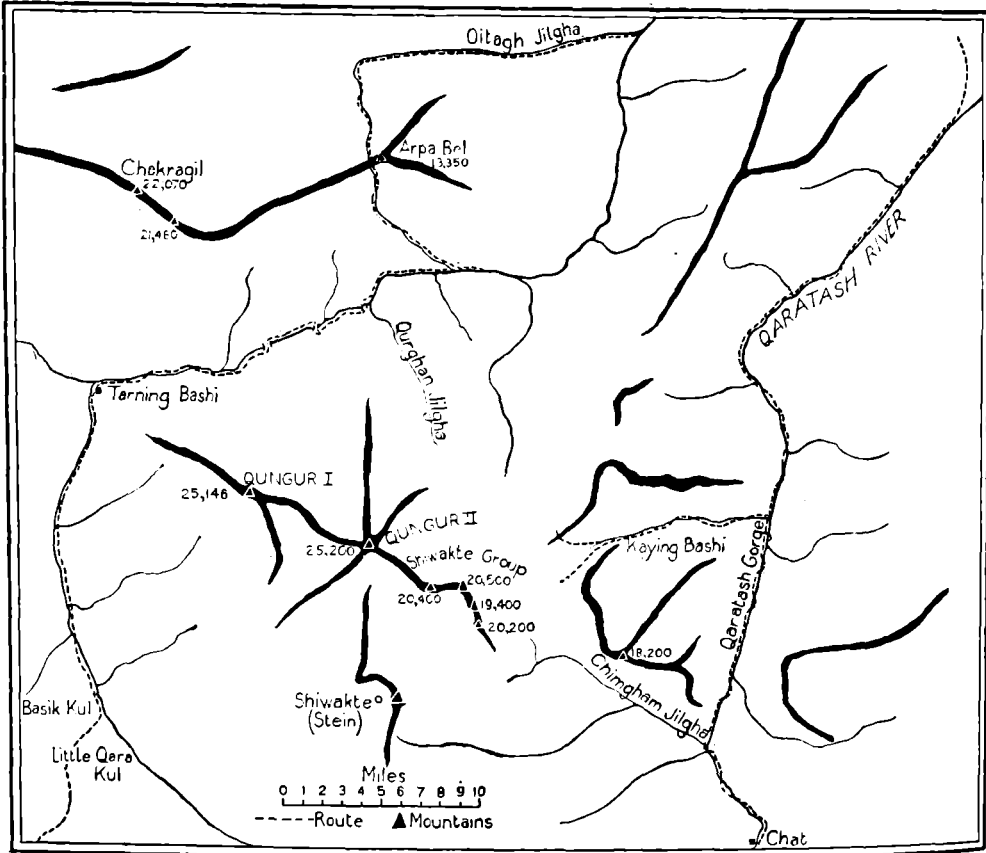 Oitagh Jilgha
Arpa Bel
13,350
Chakragil
22,070
21,480
QARATASH RIVER
Qurghan Jilgha
Tarning Bashi
QUNGUR I
25,146
QUNGUR II
25,200
Shiwakte Group
20,500
20,400
19,400
20,200
Kaying Bashi
Qaratash Gorge
18,200
Chimgham Jilgha
Shiwakte
(Stein)
Basik Kul
Little Qara
Kul
Miles
0 1 2 3 4 5 6 7 8 9 10
Route
Mountains
Chat